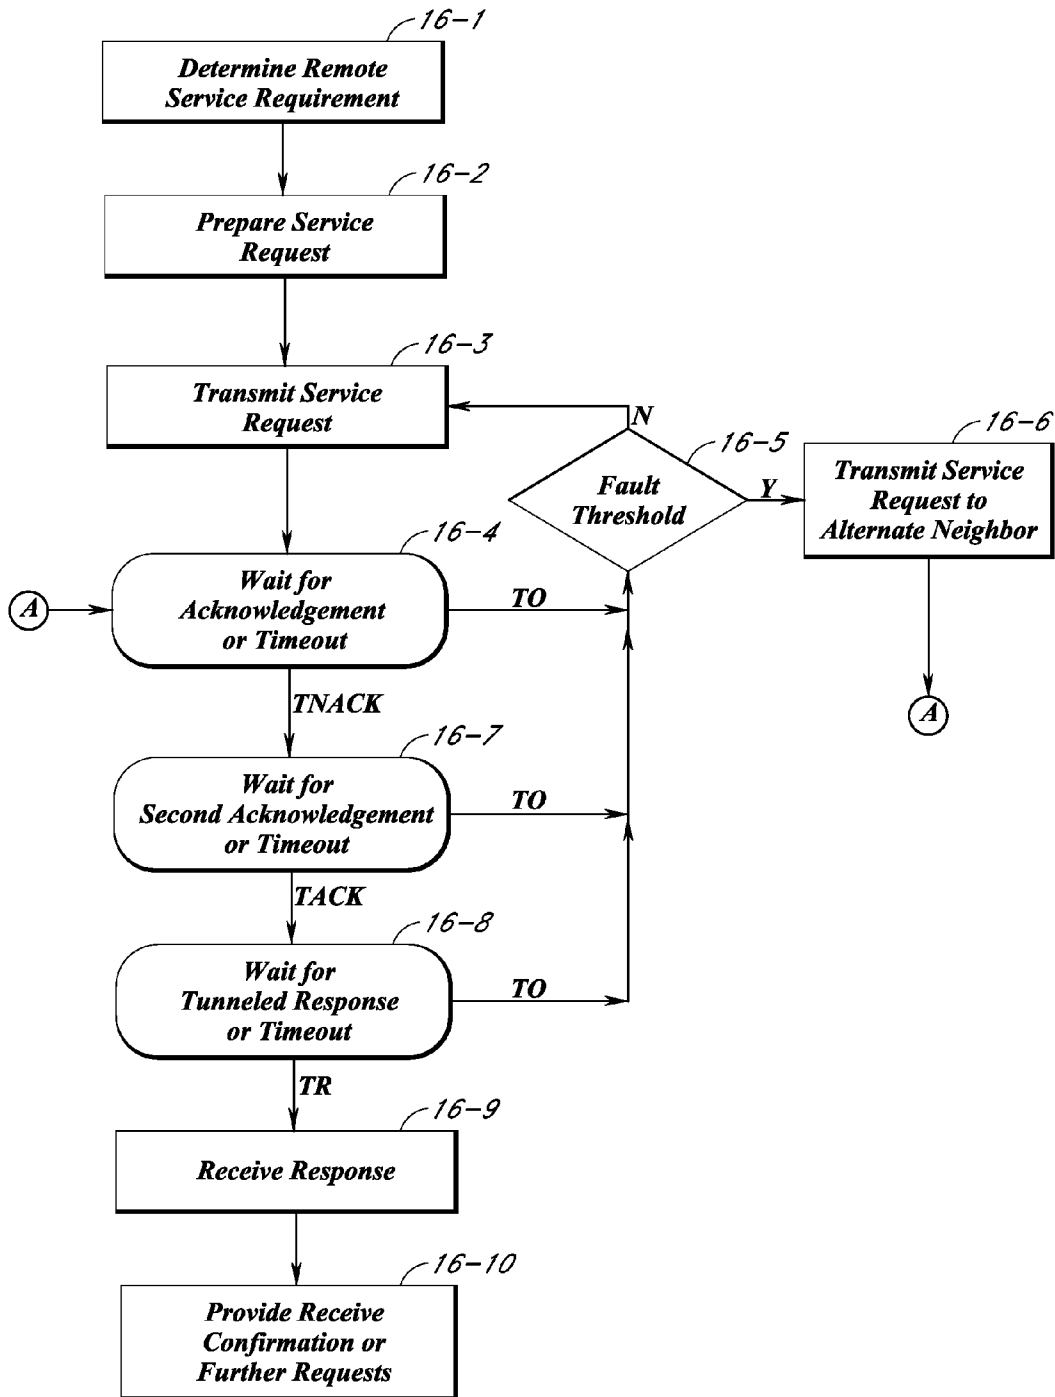 16-1
Determine Remote
Service Requirement
16-2
Prepare Service
Request
16-3
Transmit Service
Request
N
16-5
Fault
Threshold
Y
16-6
Transmit Service
Request to
Alternate Neighbor
A
16-4
Wait for
Acknowledgement
or Timeout
TO
A
TNACK
16-7
Wait for
Second Acknowledgement
or Timeout
TO
TACK
16-8
Wait for
Tunneled Response
or Timeout
TO
TR
16-9
Receive Response
16-10
Provide Receive
Confirmation or
Further Requests